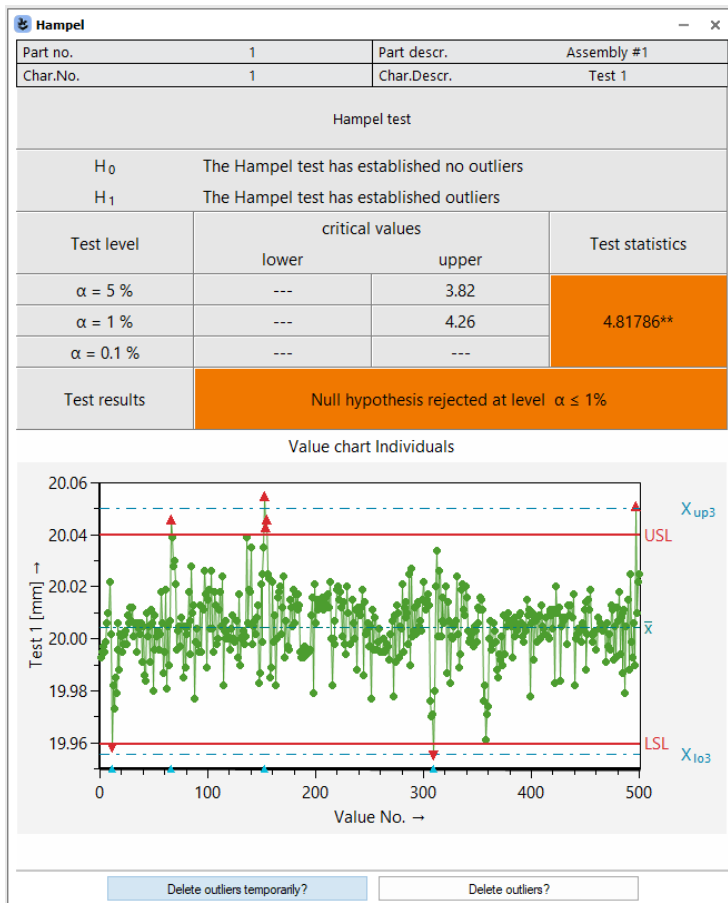 Hampel
Part no. 1 Part descr. Assembly #1
Char.No. 1 Char.Descr. Test 1
Hampel test
H0 The Hampel test has established no outliers
H1 The Hampel test has established outliers
Test level critical values Test statistics
lower upper
α = 5 % --- 3.82
α = 1 % --- 4.26 4.81786**
α = 0.1 % --- ---
Test results Null hypothesis rejected at level α ≤ 1%
Value chart Individuals
Test 1 [mm] →
20.06
Xup3
20.04 USL
20.02
20.00 x̅
19.98
19.96 LSL
Xlo3
0 100 200 300 400 500
Value No. →
Delete outliers temporarily? Delete outliers?